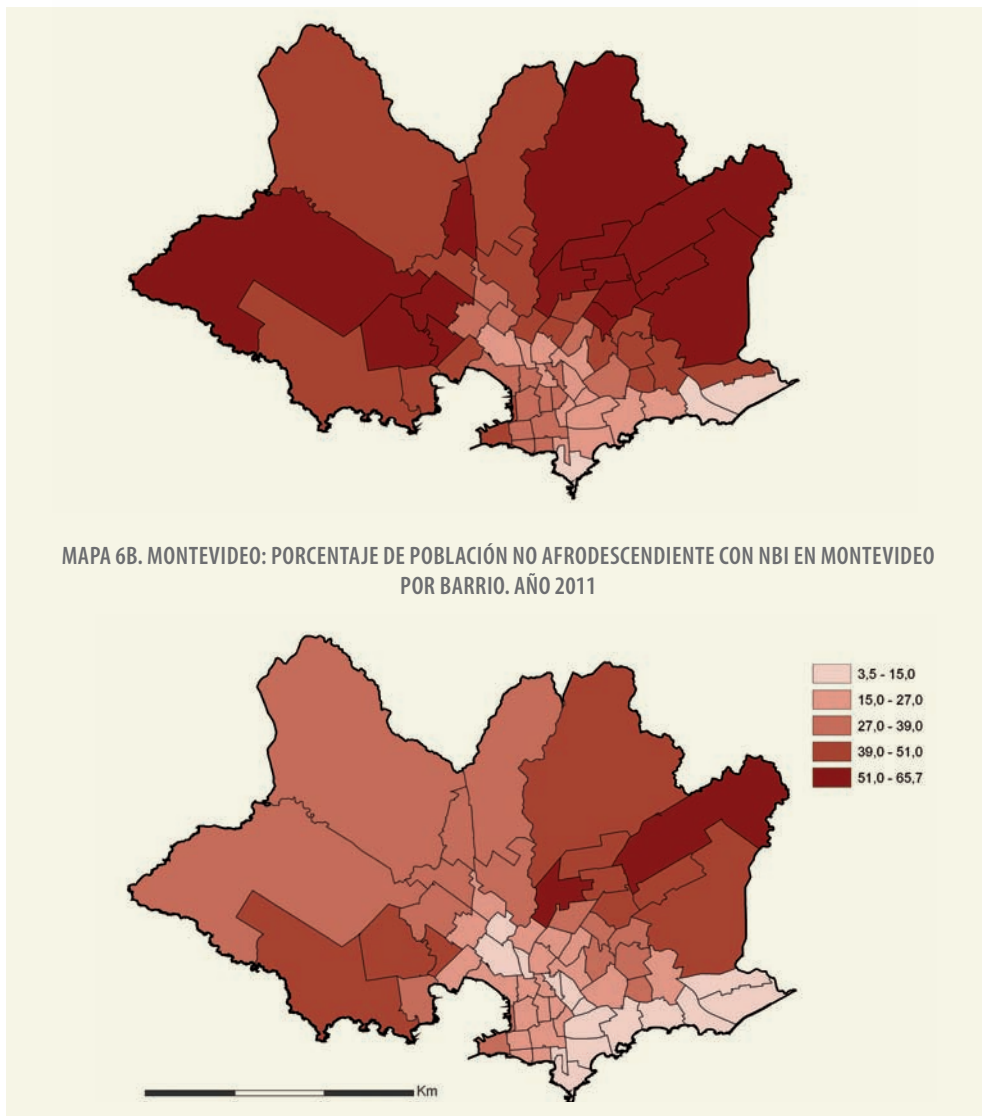 MAPA 6B. MONTEVIDEO: PORCENTAJE DE POBLACIÓN NO AFRODESCENDIENTE CON NBI EN MONTEVIDEO
POR BARRIO. AÑO 2011
3,5 - 15,0
15,0 - 27,0
27,0 - 39,0
39,0 - 51,0
51,0 - 65,7
Km